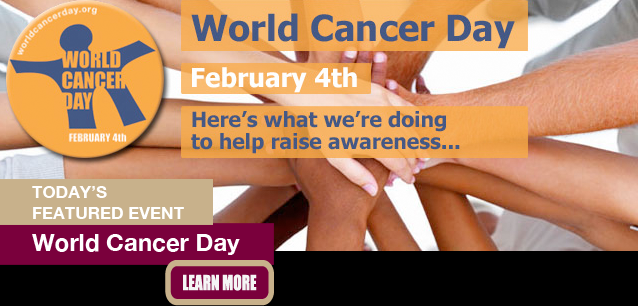 worldcancerday.org
WORLD
CANCER
DAY
FEBRUARY 4th
World Cancer Day
February 4th
Here's what we're doing
to help raise awareness...
TODAY'S
FEATURED EVENT
World Cancer Day
LEARN MORE